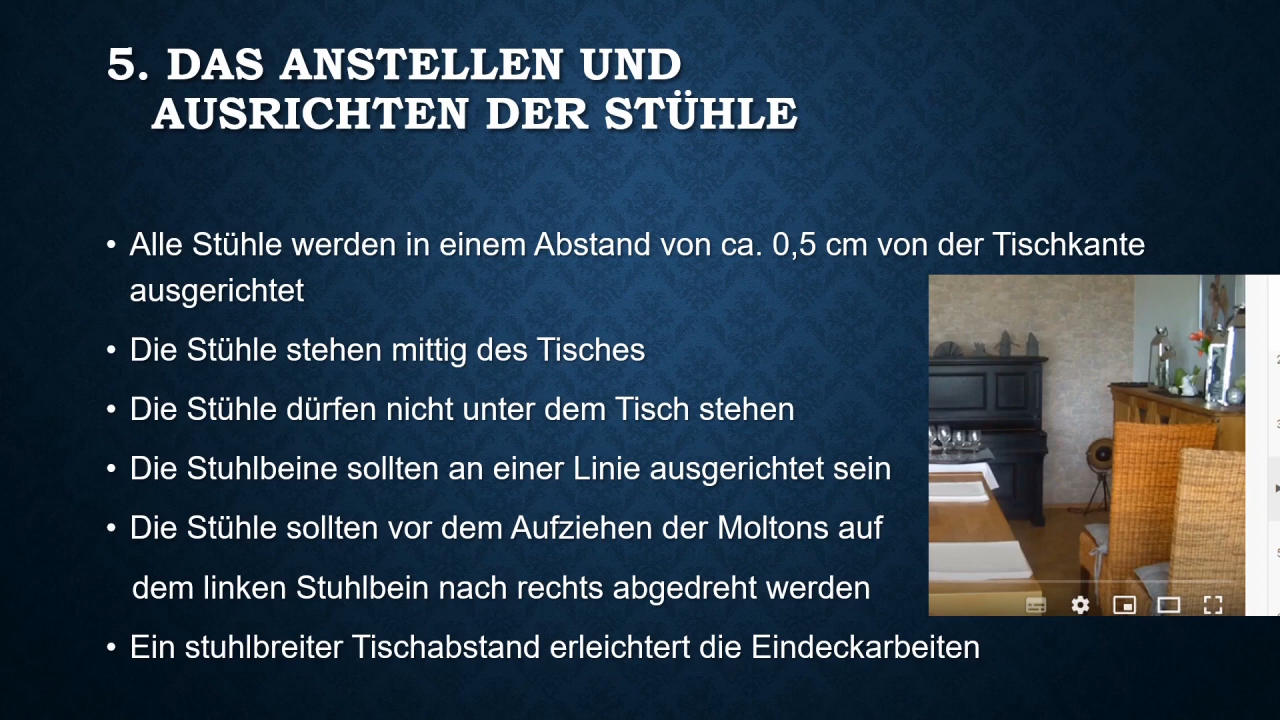 5. DAS ANSTELLEN UND
AUSRICHTEN DER STÜHLE
• Alle Stühle werden in einem Abstand von ca. 0,5 cm von der Tischkante
ausgerichtet
• Die Stühle stehen mittig des Tisches
• Die Stühle dürfen nicht unter dem Tisch stehen
• Die Stuhlbeine sollten an einer Linie ausgerichtet sein
• Die Stühle sollten vor dem Aufziehen der Moltons auf
dem linken Stuhlbein nach rechts abgedreht werden
• Ein stuhlbreiter Tischabstand erleichtert die Eindeckarbeiten